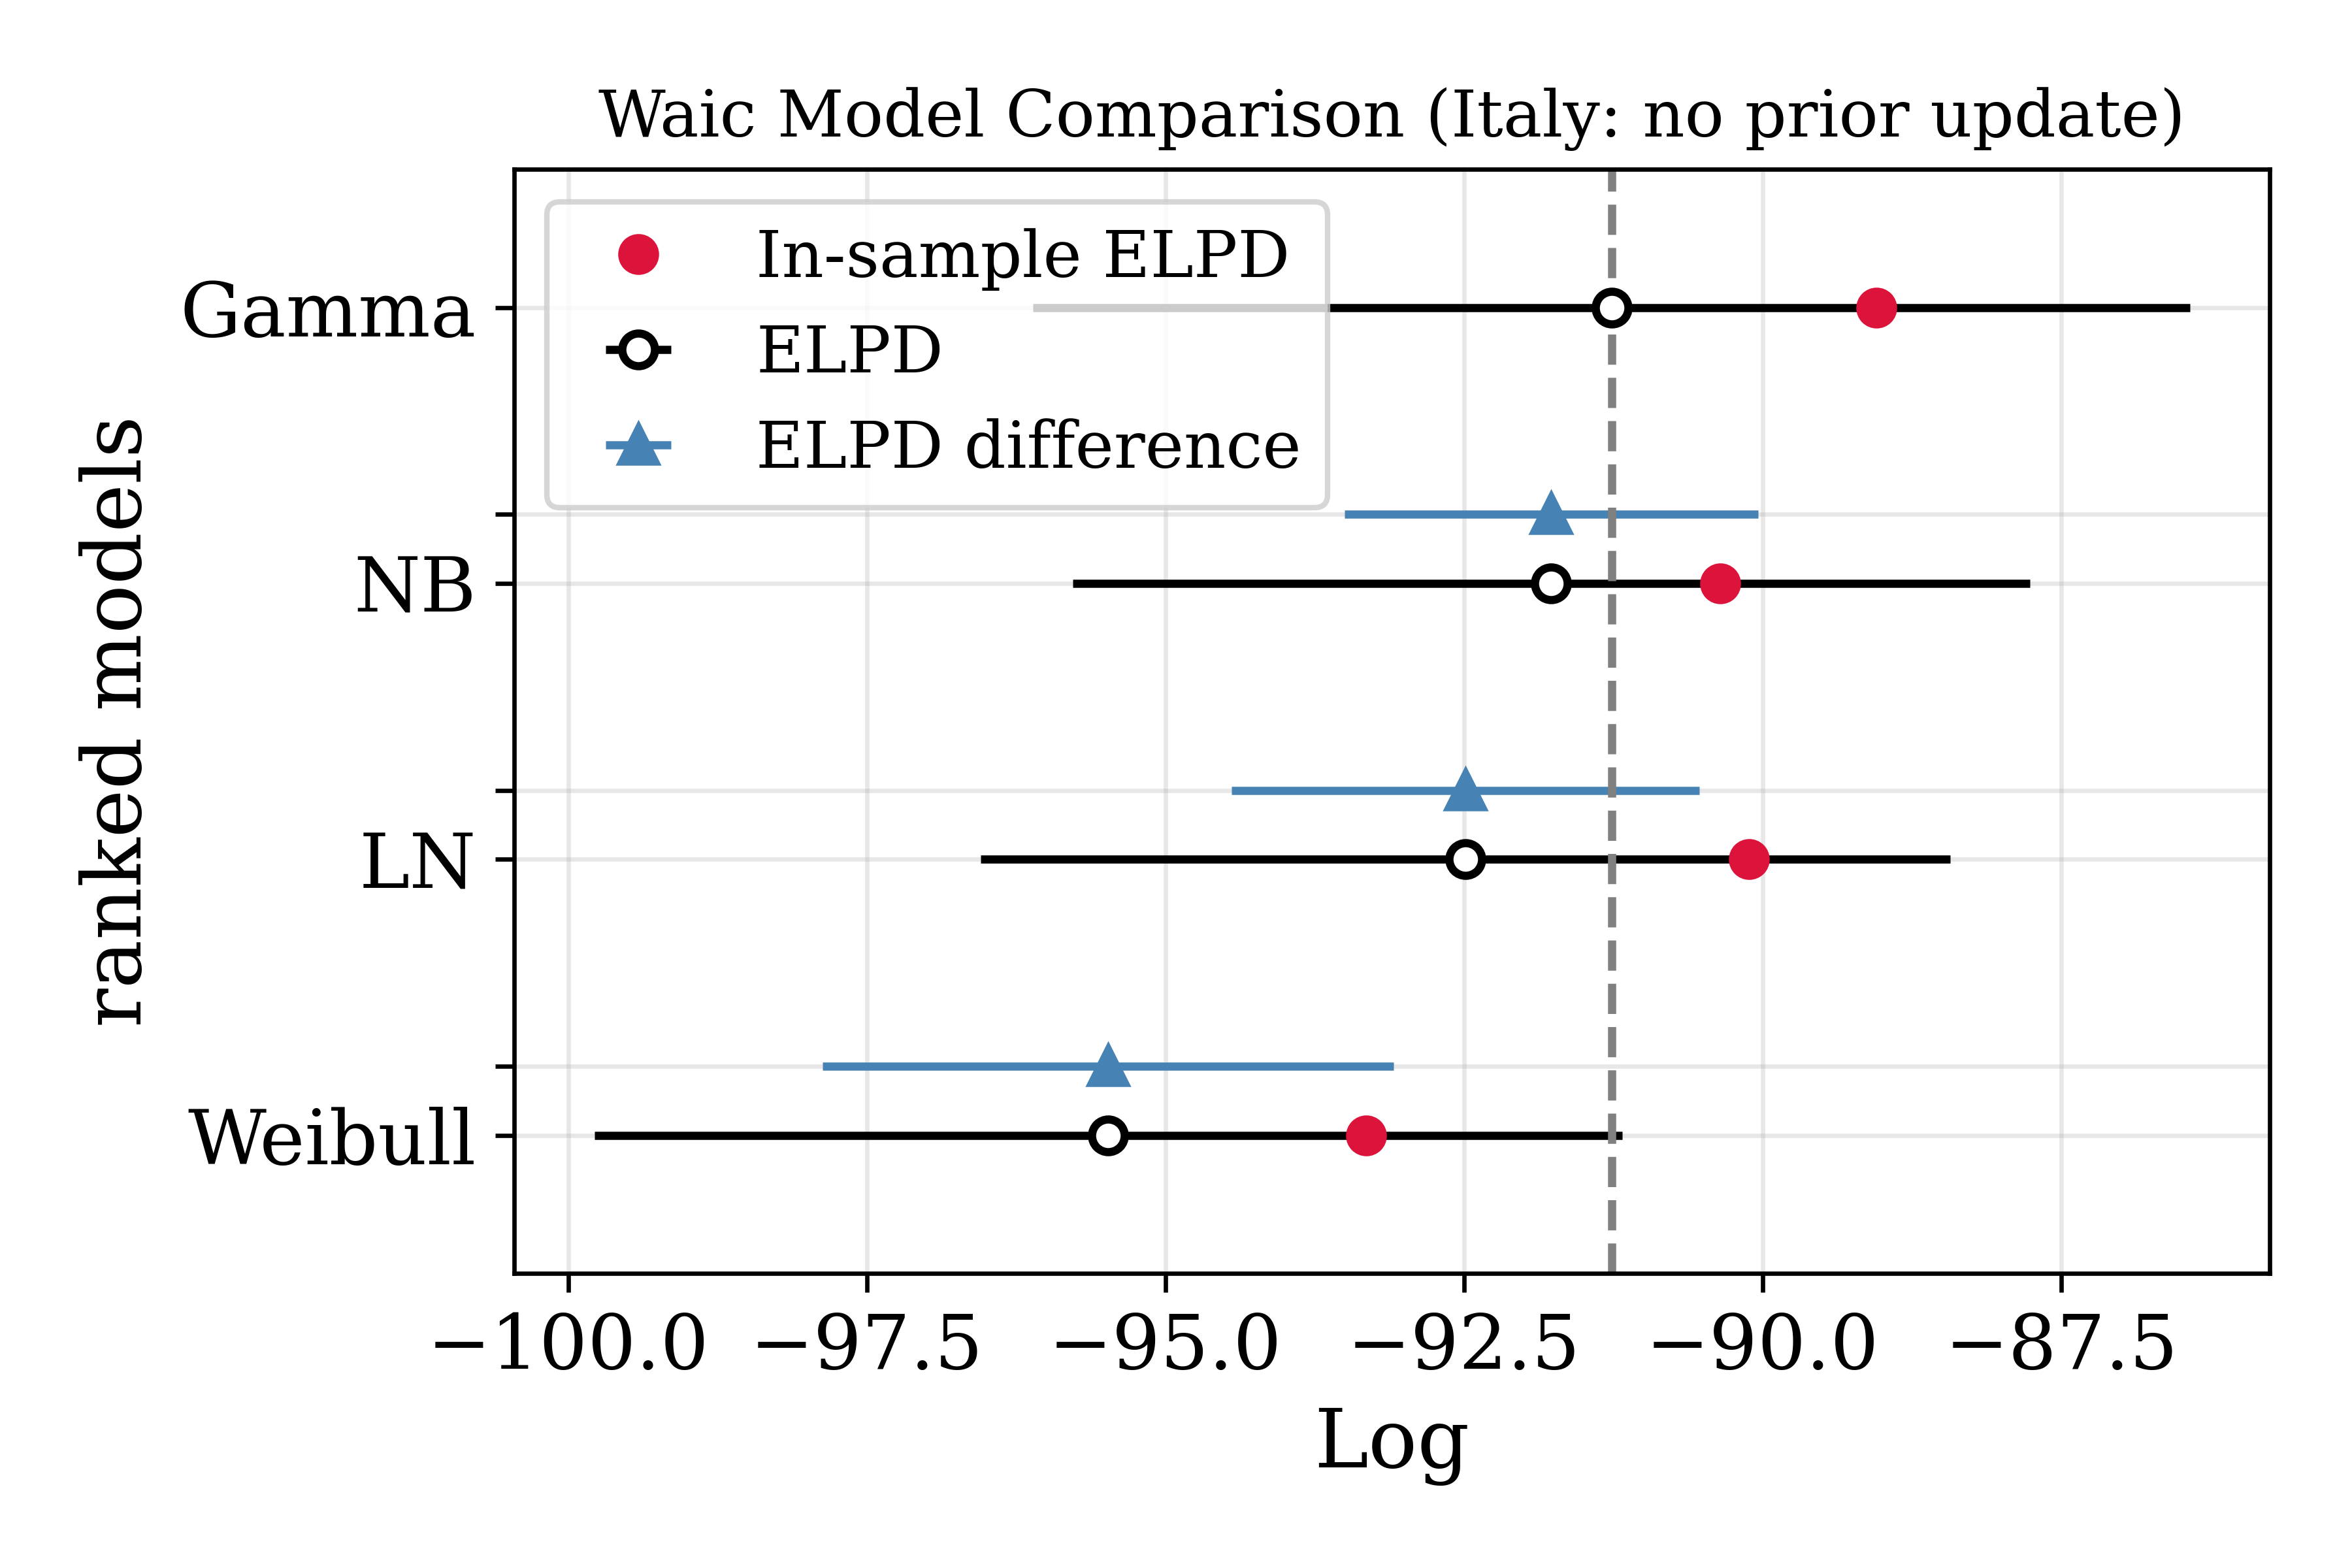 Waic Model Comparison (Italy: no prior update)
In-sample ELPD
ELPD
ELPD difference
ranked models
Gamma
NB
LN
Weibull
−100.0 −97.5 −95.0 −92.5 −90.0 −87.5
Log